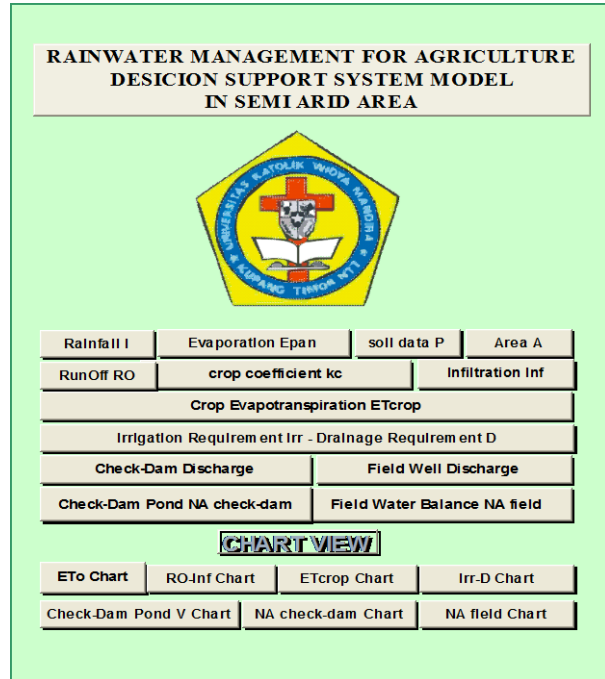 RAINWATER MANAGEMENT FOR AGRICULTURE
DESICION SUPPORT SYSTEM MODEL
IN SEMI ARID AREA
UNIVERSITAS KATOLIK WIDYA MANDIRA
KUPANG TIMOR NTT
Rainfall I
Evaporation Epan
soil data P
Area A
RunOff RO
crop coefficient kc
Infiltration Inf
Crop Evapotranspiration ETcrop
Irrigation Requirement Irr - Drainage Requirement D
Check-Dam Discharge
Field Well Discharge
Check-Dam Pond NA check-dam
Field Water Balance NA field
CHART VIEW
ETo Chart
RO-Inf Chart
ETcrop Chart
Irr-D Chart
Check-Dam Pond V Chart
NA check-dam Chart
NA field Chart